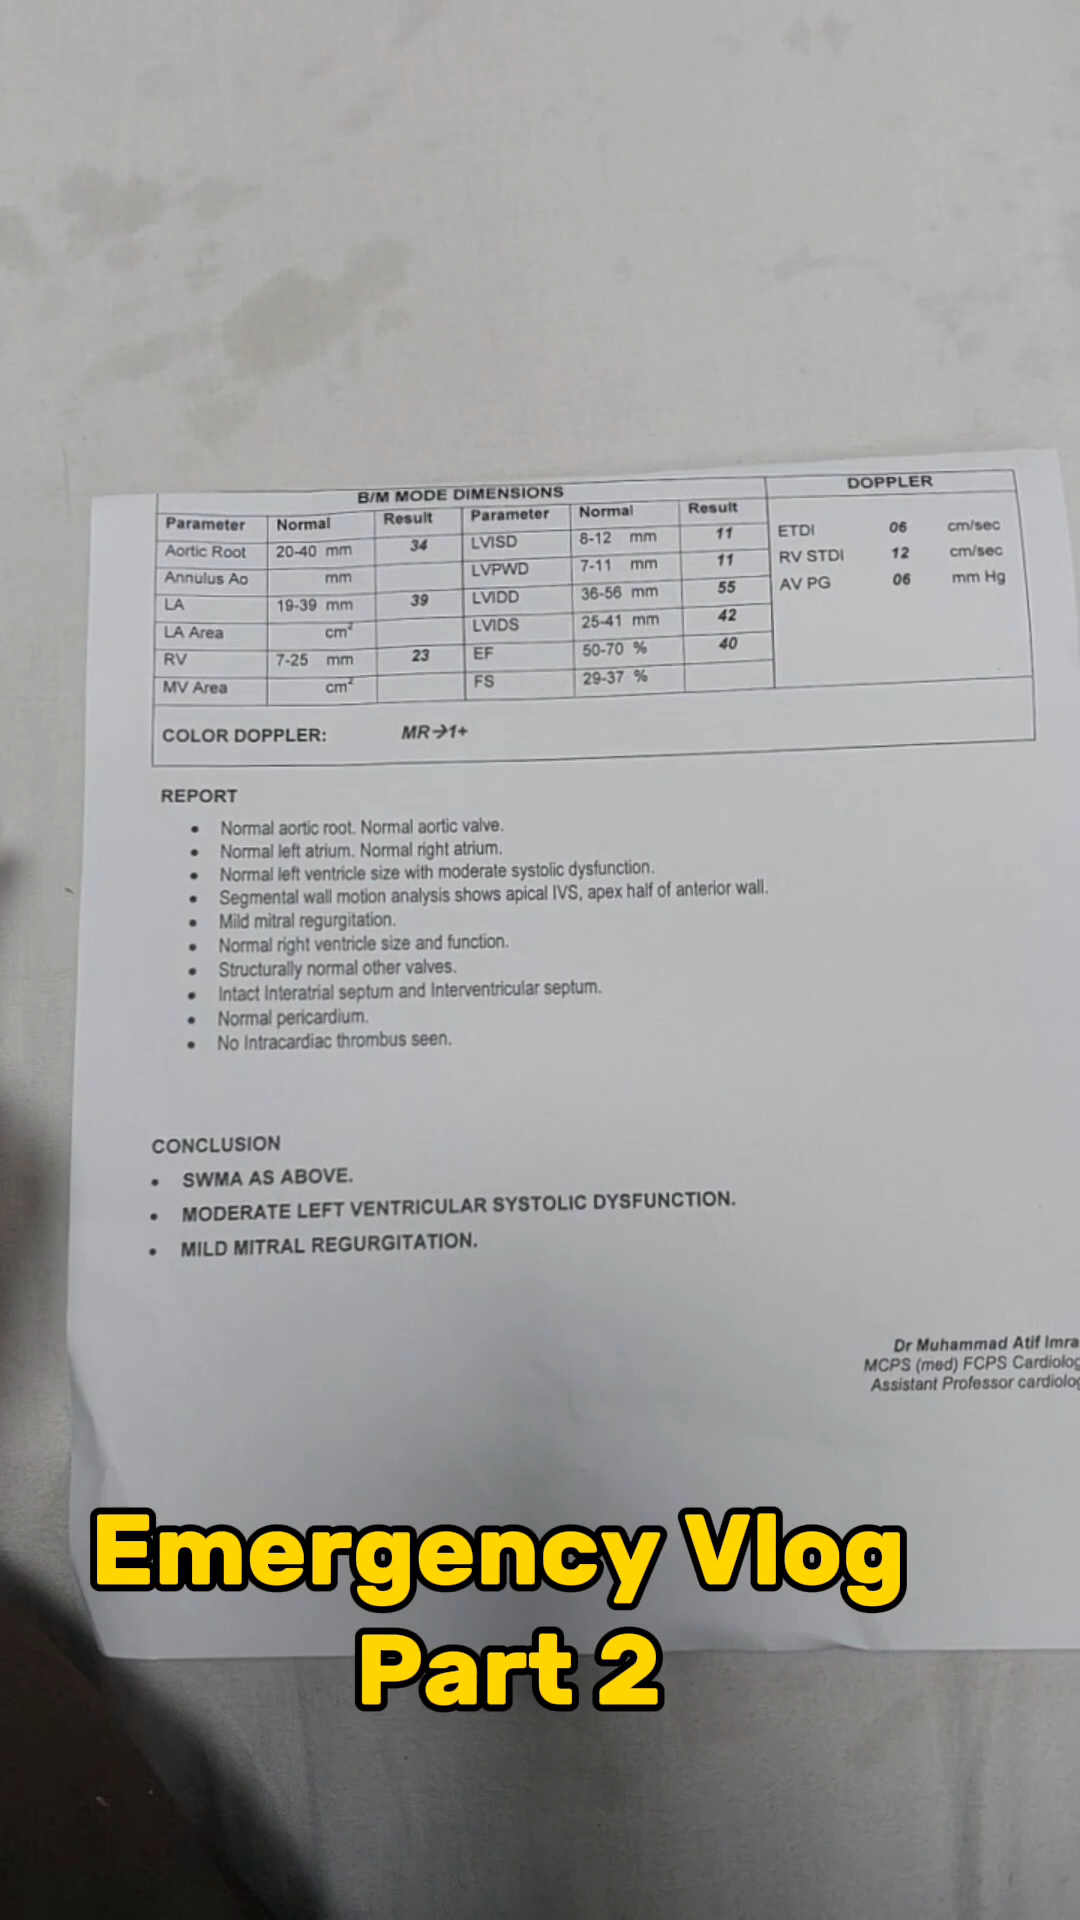 B/M MODE DIMENSIONS DOPPLER
Parameter Normal Result Parameter Normal Result
Aortic Root 20-40 mm 34 LVISD 8-12 mm 11 ETDI 06 cm/sec
Annulus Ao mm LVPWD 7-11 mm 11 RV STDI 12 cm/sec
LA 19-39 mm 39 LVIDD 36-56 mm 55 AV PG 06 mm Hg
LA Area cm² LVIDS 25-41 mm 42
RV 7-25 mm 23 EF 50-70 % 40
MV Area cm² FS 29-37 %
COLOR DOPPLER: MR→1+
REPORT
• Normal aortic root. Normal aortic valve.
• Normal left atrium. Normal right atrium.
• Normal left ventricle size with moderate systolic dysfunction.
• Segmental wall motion analysis shows apical IVS, apex half of anterior wall.
• Mild mitral regurgitation.
• Normal right ventricle size and function.
• Structurally normal other valves.
• Intact Interatrial septum and Interventricular septum.
• Normal pericardium.
• No Intracardiac thrombus seen.
CONCLUSION
• SWMA AS ABOVE.
• MODERATE LEFT VENTRICULAR SYSTOLIC DYSFUNCTION.
• MILD MITRAL REGURGITATION.
Dr Muhammad Atif Imra
MCPS (med) FCPS Cardiolog
Assistant Professor cardiolog
Emergency Vlog
Part 2